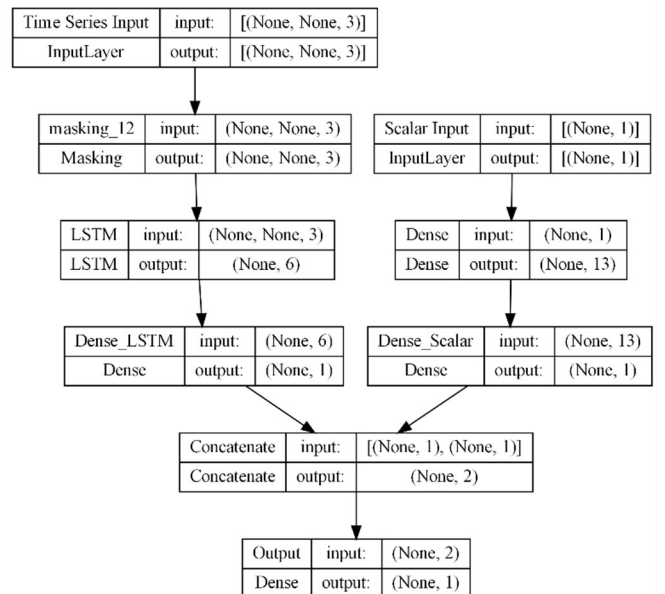 Time Series Input input: [(None, None, 3)]
InputLayer output: [(None, None, 3)]
masking_12 input: (None, None, 3)
Masking output: (None, None, 3)
Scalar Input input: [(None, 1)]
InputLayer output: [(None, 1)]
LSTM input: (None, None, 3)
LSTM output: (None, 6)
Dense input: (None, 1)
Dense output: (None, 13)
Dense_LSTM input: (None, 6)
Dense output: (None, 1)
Dense_Scalar input: (None, 13)
Dense output: (None, 1)
Concatenate input: [(None, 1), (None, 1)]
Concatenate output: (None, 2)
Output input: (None, 2)
Dense output: (None, 1)